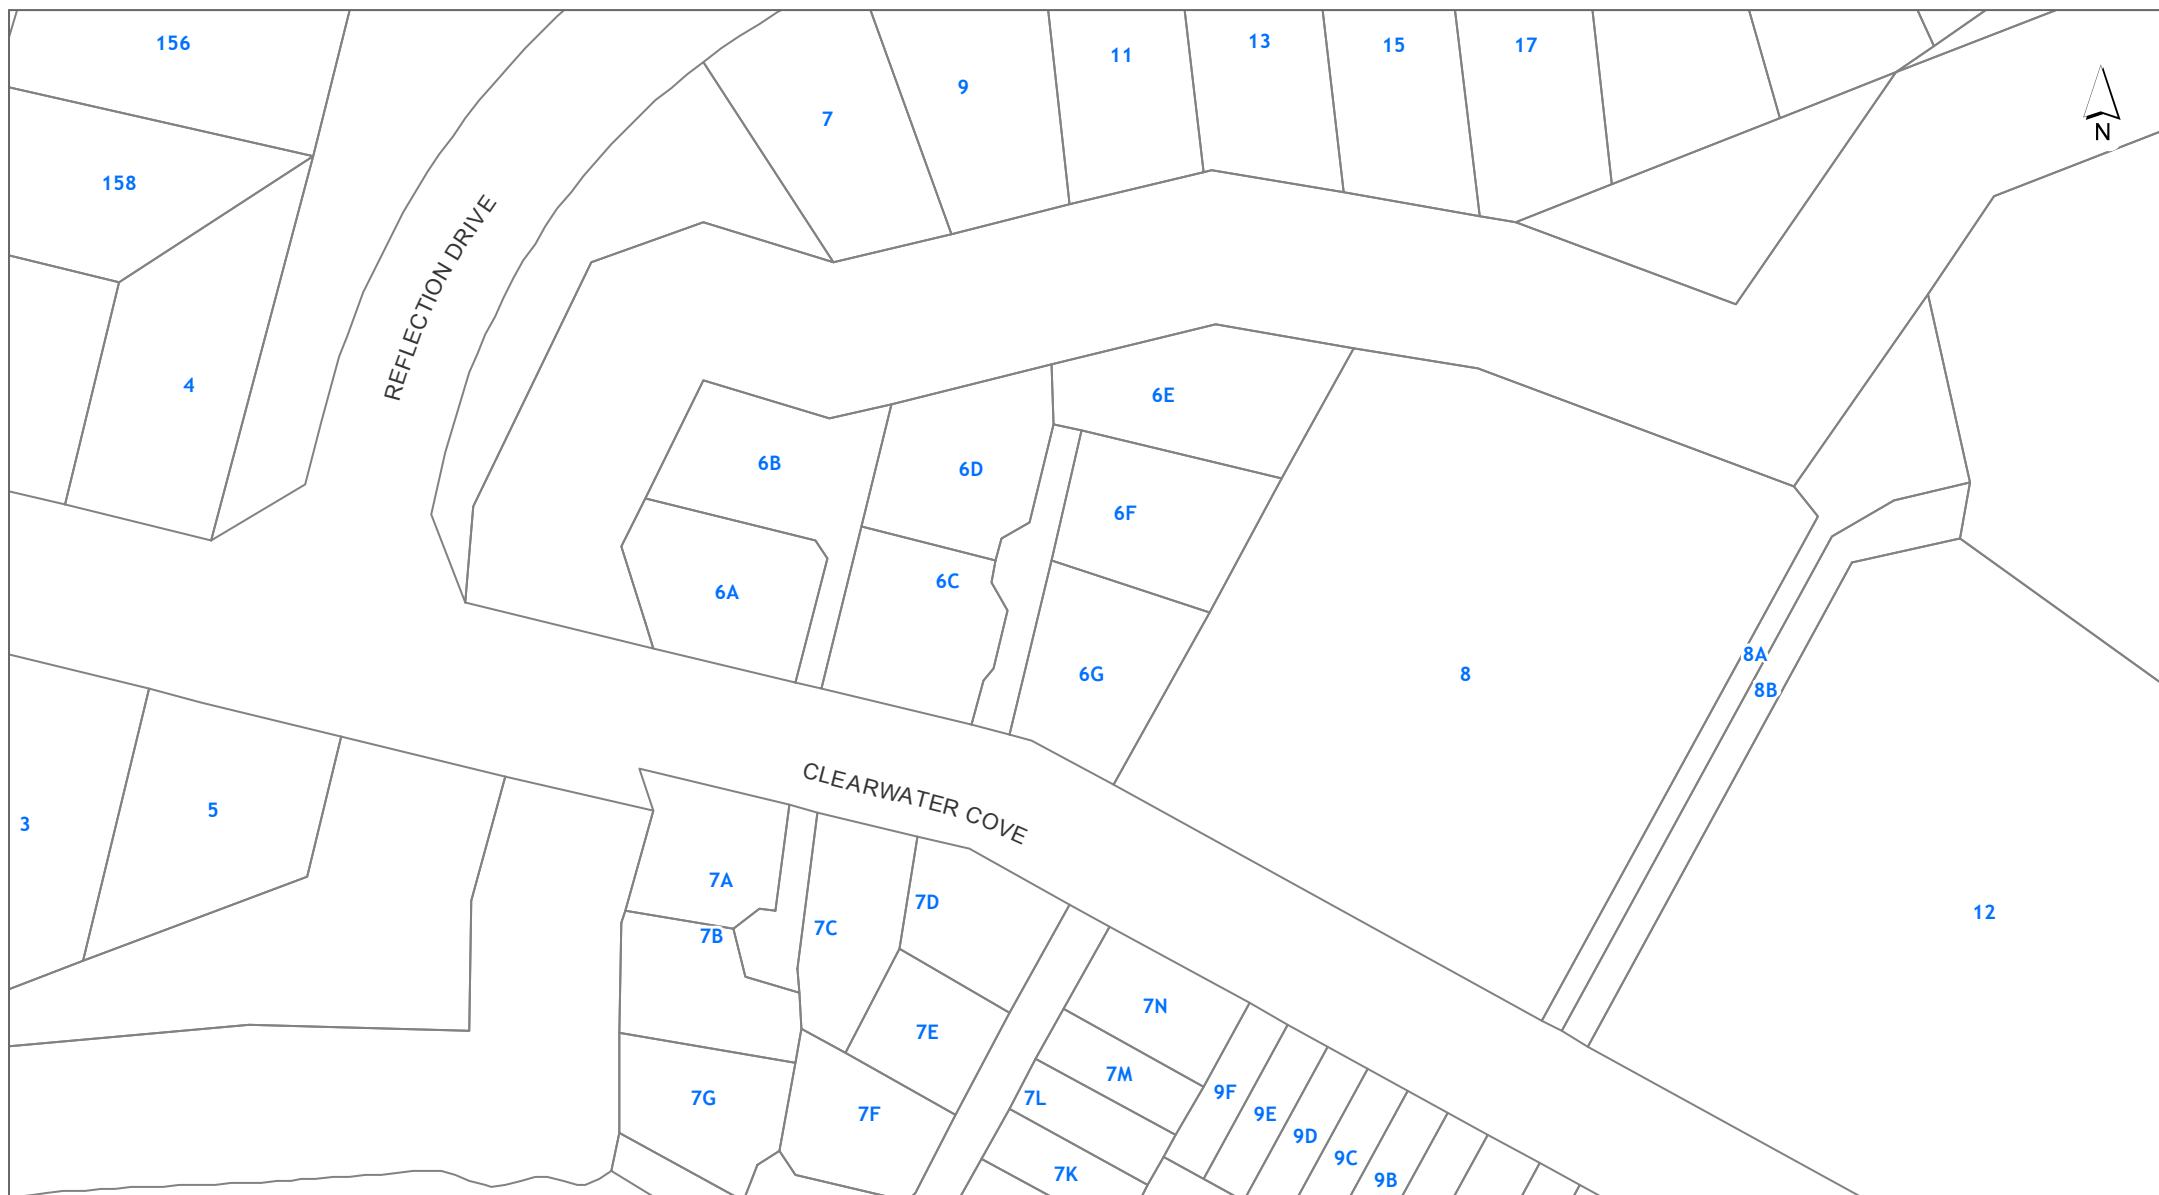 156
13
15
17
11
9
7
N
158
REFLECTION DRIVE
4
6E
6B
6D
6F
6C
6A
8A
6G
8
8B
CLEARWATER COVE
5
3
7A
7D
12
7C
7B
7N
7E
7M
9F
7L
7G
7F
9E
9D
9C
7K
9B